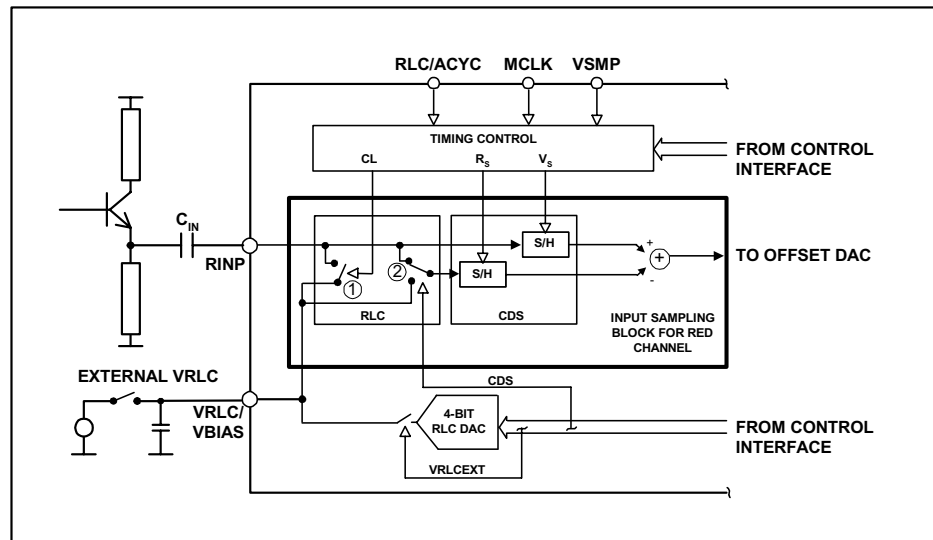 RLC/ACYC MCLK VSMP
TIMING CONTROL
CL RS VS
FROM CONTROL
INTERFACE
CIN
RINP
S/H
S/H
1
2
+
-
+
TO OFFSET DAC
RLC
CDS
INPUT SAMPLING
BLOCK FOR RED
CHANNEL
EXTERNAL VRLC
VRLC/
VBIAS
CDS
4-BIT
RLC DAC
VRLCEXT
FROM CONTROL
INTERFACE